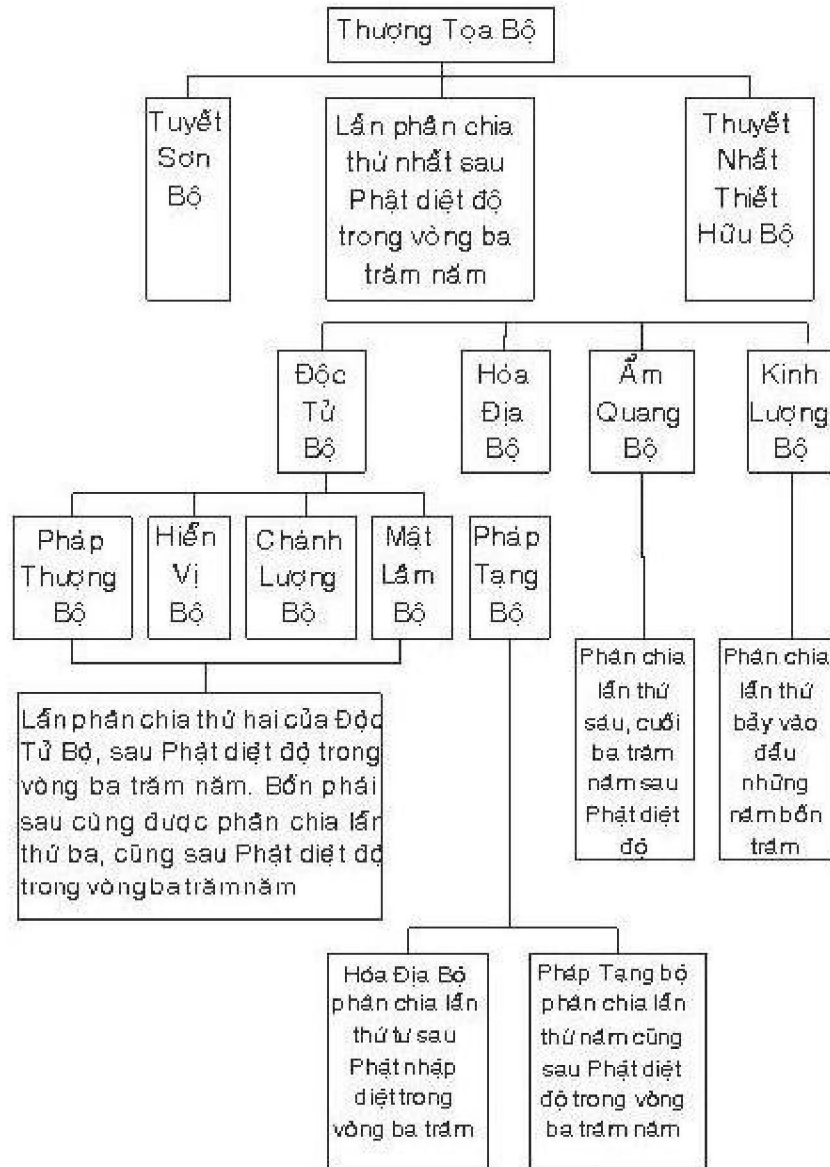 Thượng Tọa Bộ
Tuyết
Sơn
Bộ
Lần phân chia
thứ nhất sau
Phật diệt độ
trong vòng ba
trăm năm
Thuyết
Nhất
Thiết
Hữu Bộ
Độc
Tử
Bộ
Hóa
Địa
Bộ
Ẩm
Quang
Bộ
Kinh
Lượng
Bộ
Pháp
Thượng
Bộ
Hiền
Vị
Bộ
Chánh
Lượng
Bộ
Mật
Lâm
Bộ
Pháp
Tạng
Bộ
Phân chia
lần thứ
sáu, cuối
ba trăm
năm sau
Phật diệt
độ
Phân chia
lần thứ
bảy vào
đầu
những
năm bốn
trăm
Lần phân chia thứ hai của Độc
Tử Bộ, sau Phật diệt độ trong
vòng ba trăm năm. Bốn phái
sau cùng được phân chia lần
thứ ba, cũng sau Phật diệt độ
trong vòng ba trăm năm
Hóa Địa Bộ
phân chia lần
thứ tư sau
Phật nhập
diệt trong
vòng ba trăm
Pháp Tạng bộ
phân chia lần
thứ năm cũng
sau Phật diệt
độ trong vòng
ba trăm năm